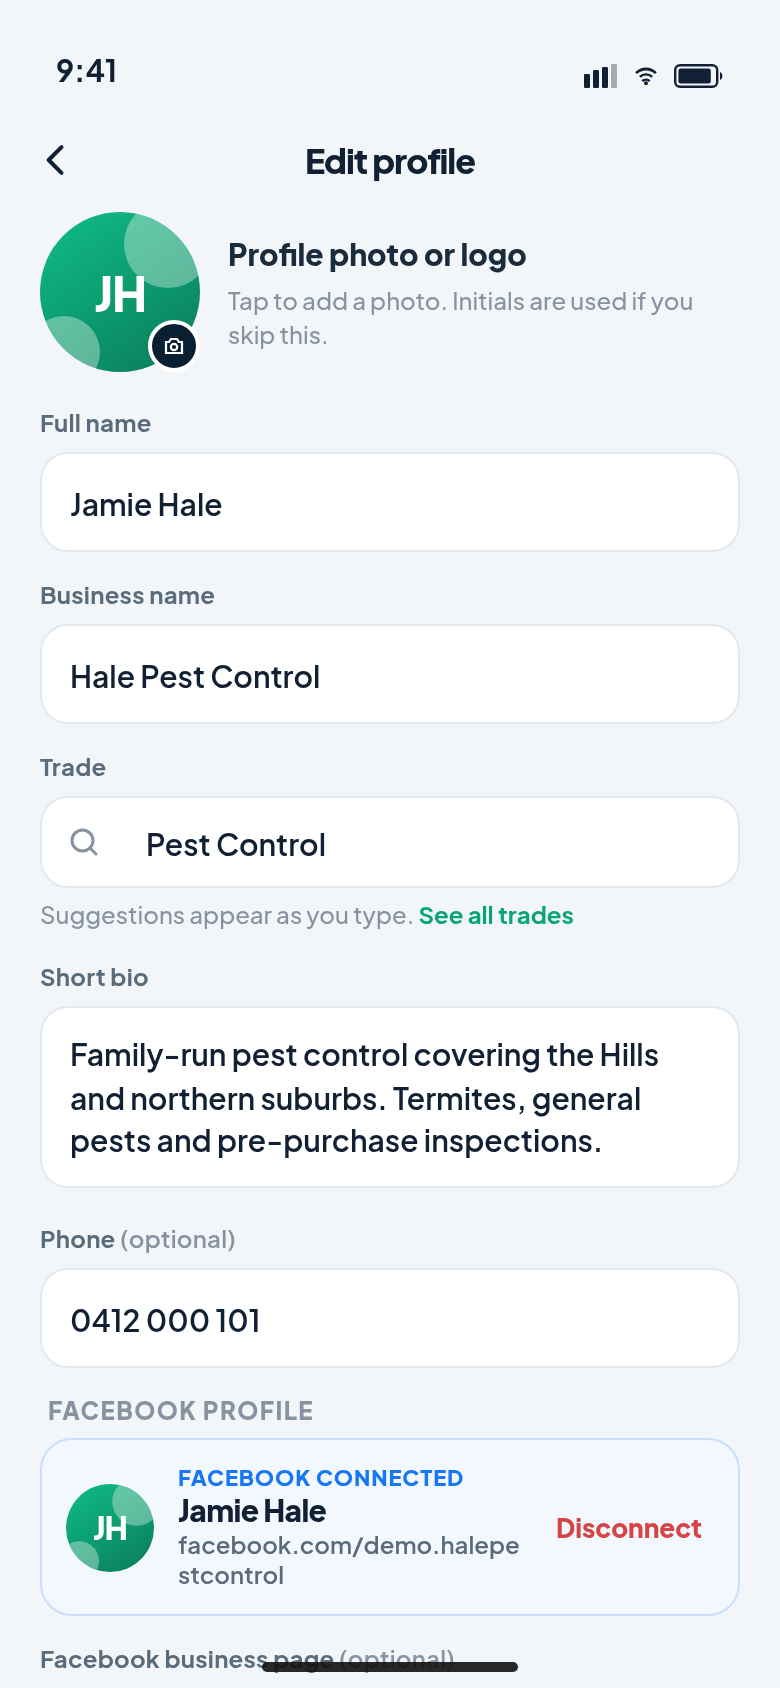 9:41
Edit profile
JH
Profile photo or logo
Tap to add a photo. Initials are used if you
skip this.
Full name
Jamie Hale
Business name
Hale Pest Control
Trade
Pest Control
Suggestions appear as you type. See all trades
Short bio
Family-run pest control covering the Hills
and northern suburbs. Termites, general
pests and pre-purchase inspections.
Phone (optional)
0412 000 101
FACEBOOK PROFILE
FACEBOOK CONNECTED
JH
Jamie Hale
Disconnect
facebook.com/demo.halepe
stcontrol
Facebook business page (optional)